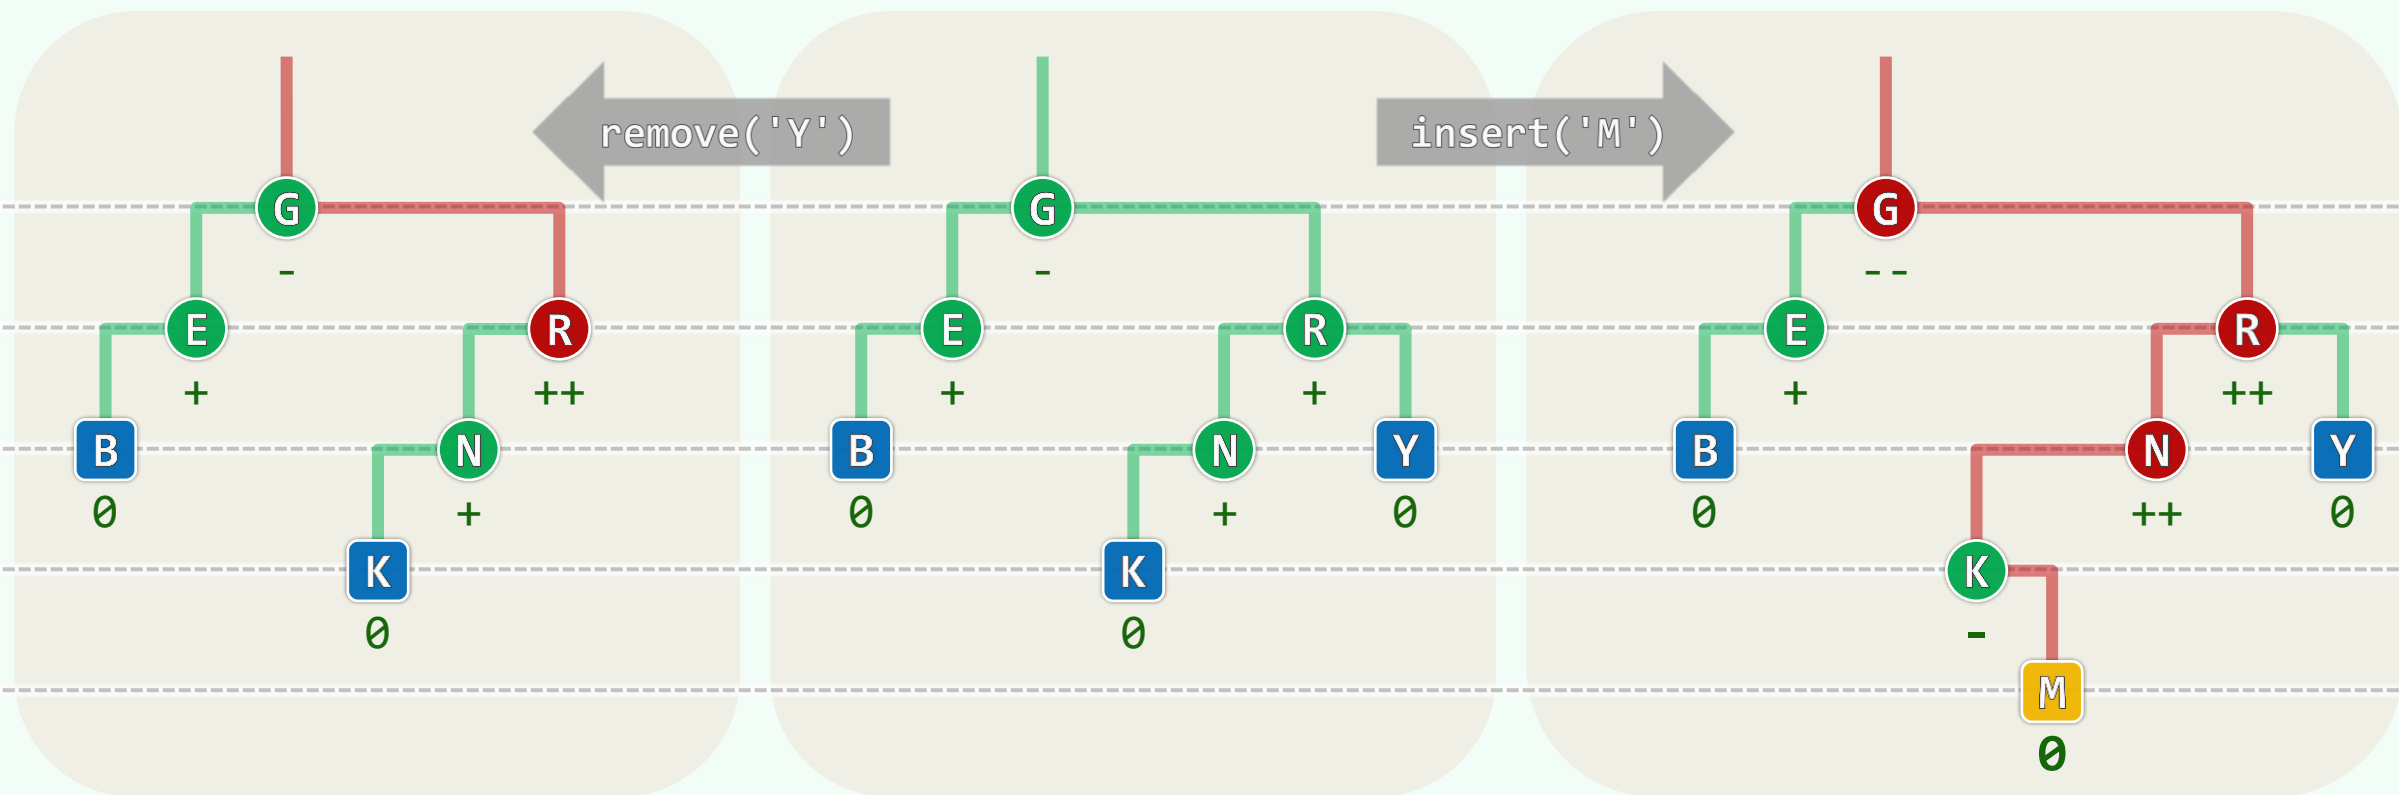 remove('Y') insert('M')
G G G
- - --
E R E R E R
+ ++ + + + ++
B N B N Y B N Y
0 + 0 + 0 0 ++ 0
K K K
0 0 -
M
0